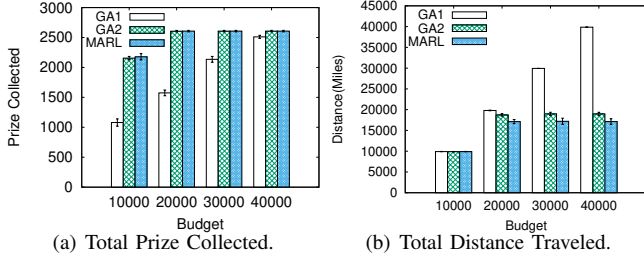 3000
2500
2000
1500
1000
500
0
Prize Collected
GA1
GA2
MARL
10000 20000 30000 40000
Budget
(a) Total Prize Collected.
45000
40000
35000
30000
25000
20000
15000
10000
5000
0
Distance(Miles)
GA1
GA2
MARL
10000 20000 30000 40000
Budget
(b) Total Distance Traveled.